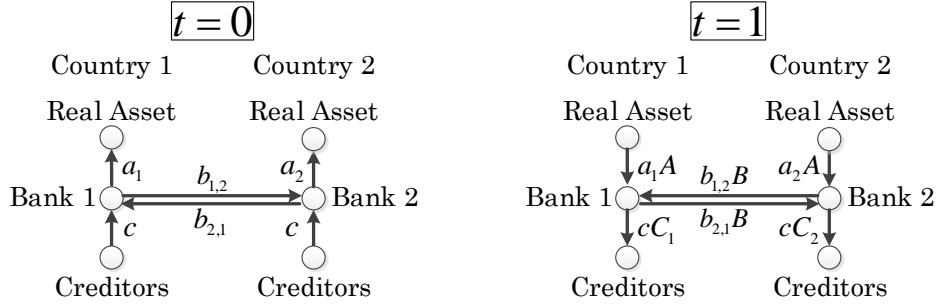 t = 0
Country 1 Country 2
Real Asset Real Asset
a₁ a₂
Bank 1 b₁,₂ Bank 2
b₂,₁
c c
Creditors Creditors
t = 1
Country 1 Country 2
Real Asset Real Asset
a₁A a₂A
Bank 1 b₁,₂B Bank 2
b₂,₁B
cC₁ cC₂
Creditors Creditors